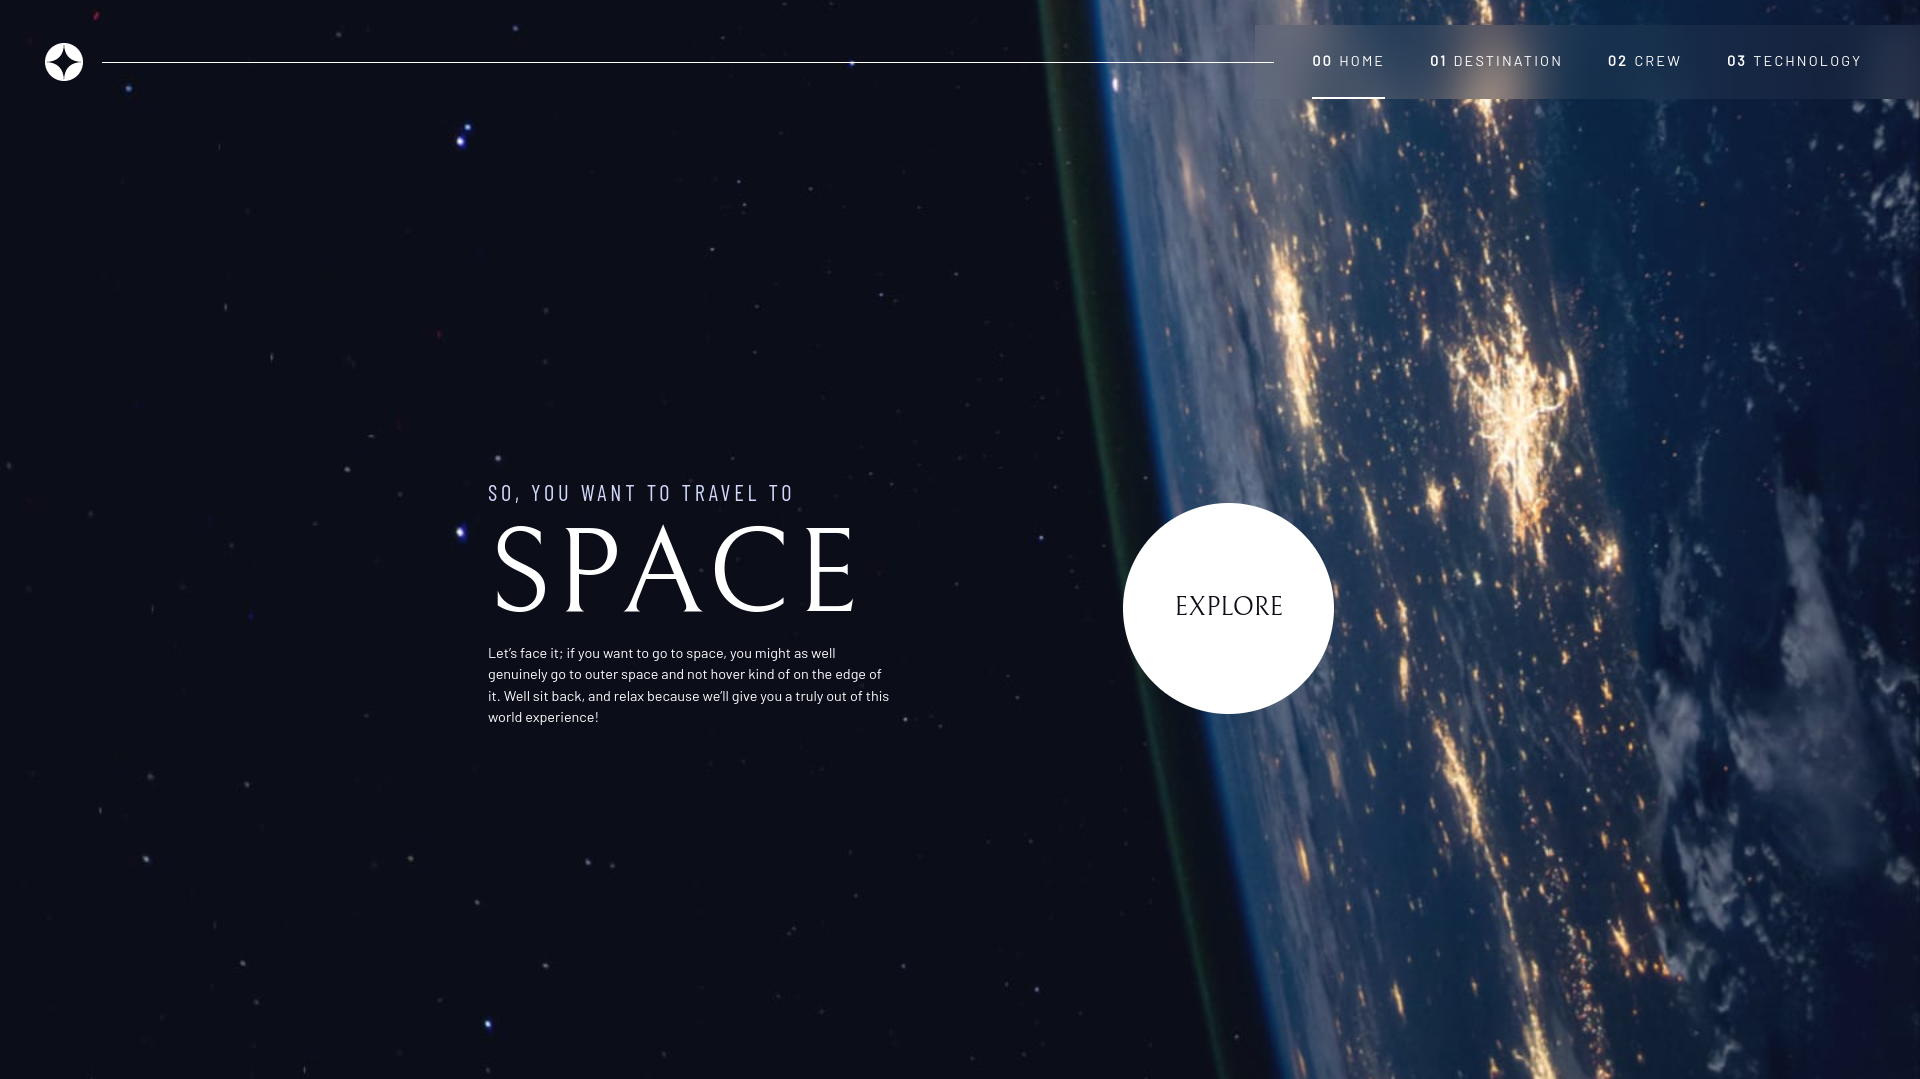 00 HOME 01 DESTINATION 02 CREW 03 TECHNOLOGY
SO, YOU WANT TO TRAVEL TO
SPACE
Let’s face it; if you want to go to space, you might as well
genuinely go to outer space and not hover kind of on the edge of
it. Well sit back, and relax because we’ll give you a truly out of this
world experience!
EXPLORE